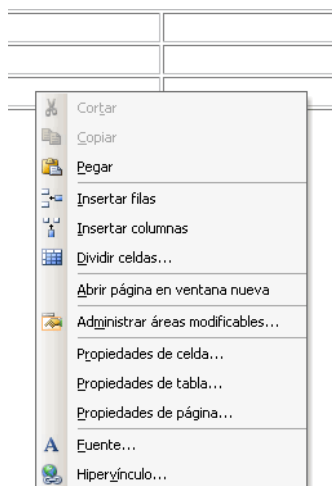 Cortar
Copiar
Pegar
Insertar filas
Insertar columnas
Dividir celdas...
Abrir página en ventana nueva
Administrar áreas modificables...
Propiedades de celda...
Propiedades de tabla...
Propiedades de página...
Fuente...
Hipervínculo...